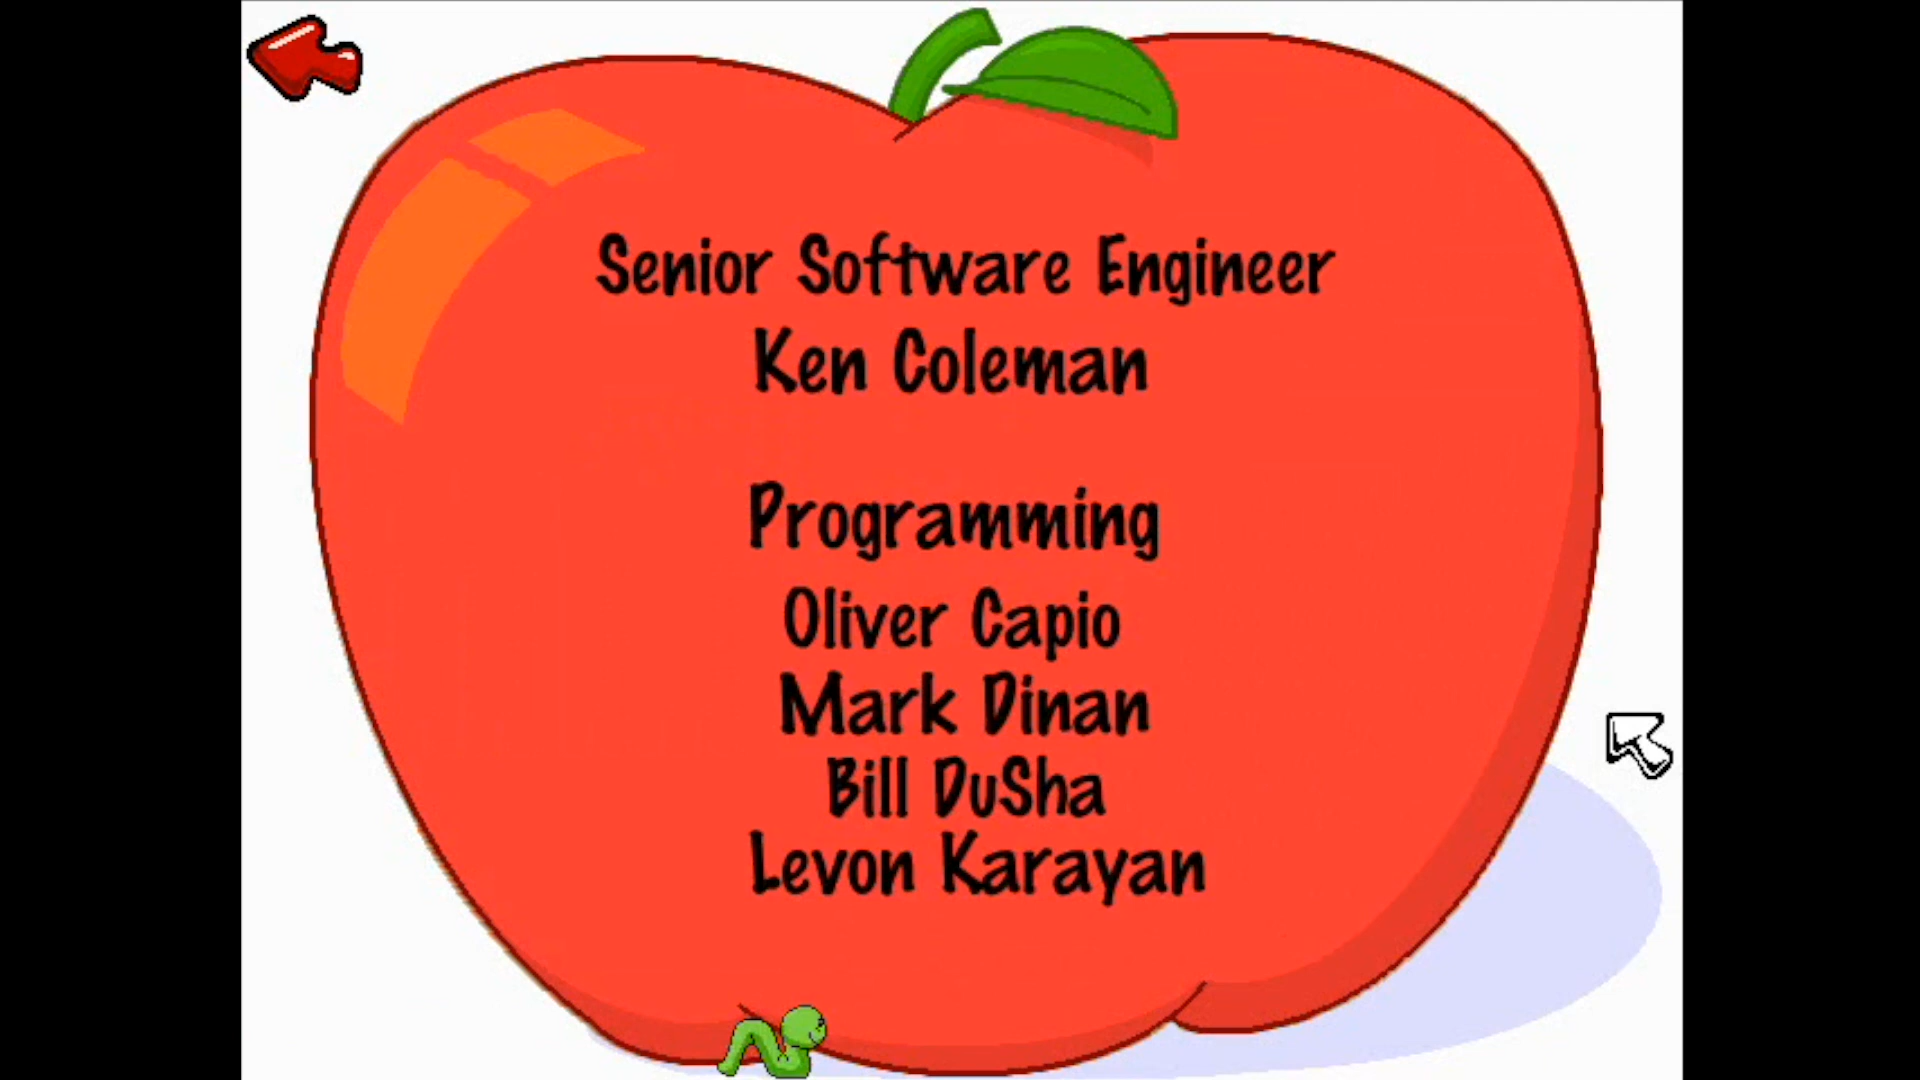 Senior Software Engineer
Ken Coleman
Programming
Oliver Capio
Mark Dinan
Bill DuSha
Levon Karayan